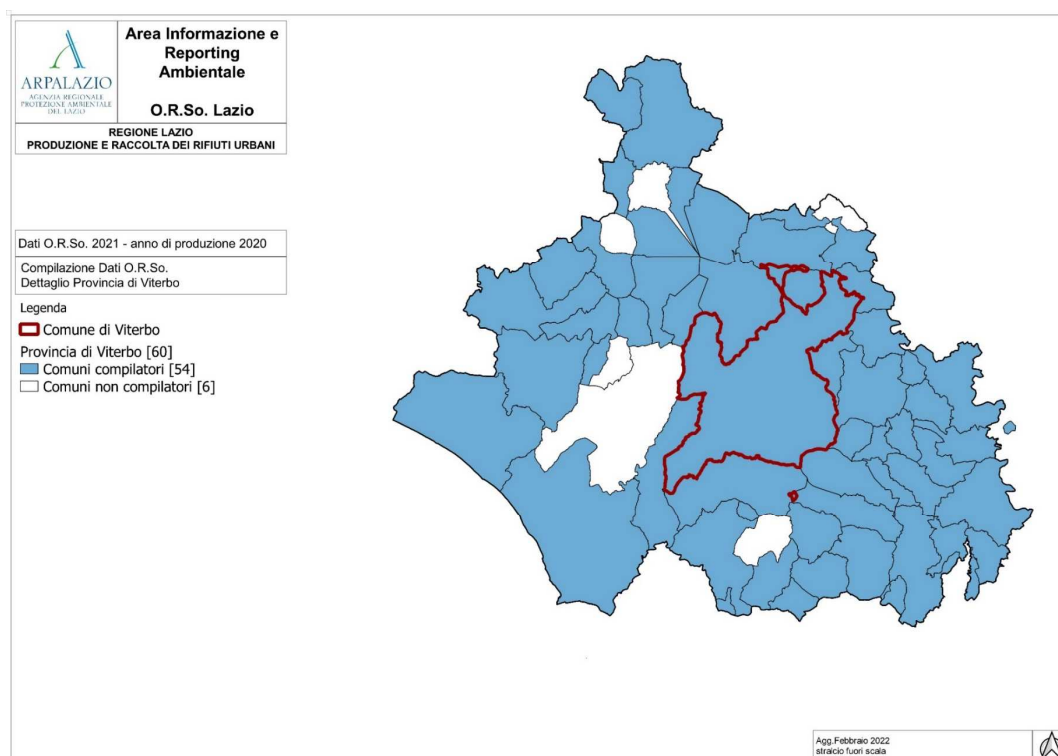 ARPALAZIO
AGENZIA REGIONALE
PROTEZIONE AMBIENTALE
DEL LAZIO
Area Informazione e
Reporting
Ambientale
O.R.So. Lazio
REGIONE LAZIO
PRODUZIONE E RACCOLTA DEI RIFIUTI URBANI
Dati O.R.So. 2021 - anno di produzione 2020
Compilazione Dati O.R.So.
Dettaglio Provincia di Viterbo
Legenda
Comune di Viterbo
Provincia di Viterbo [60]
Comuni compilatori [54]
Comuni non compilatori [6]
Agg.Febbraio 2022
stralcio fuori scala